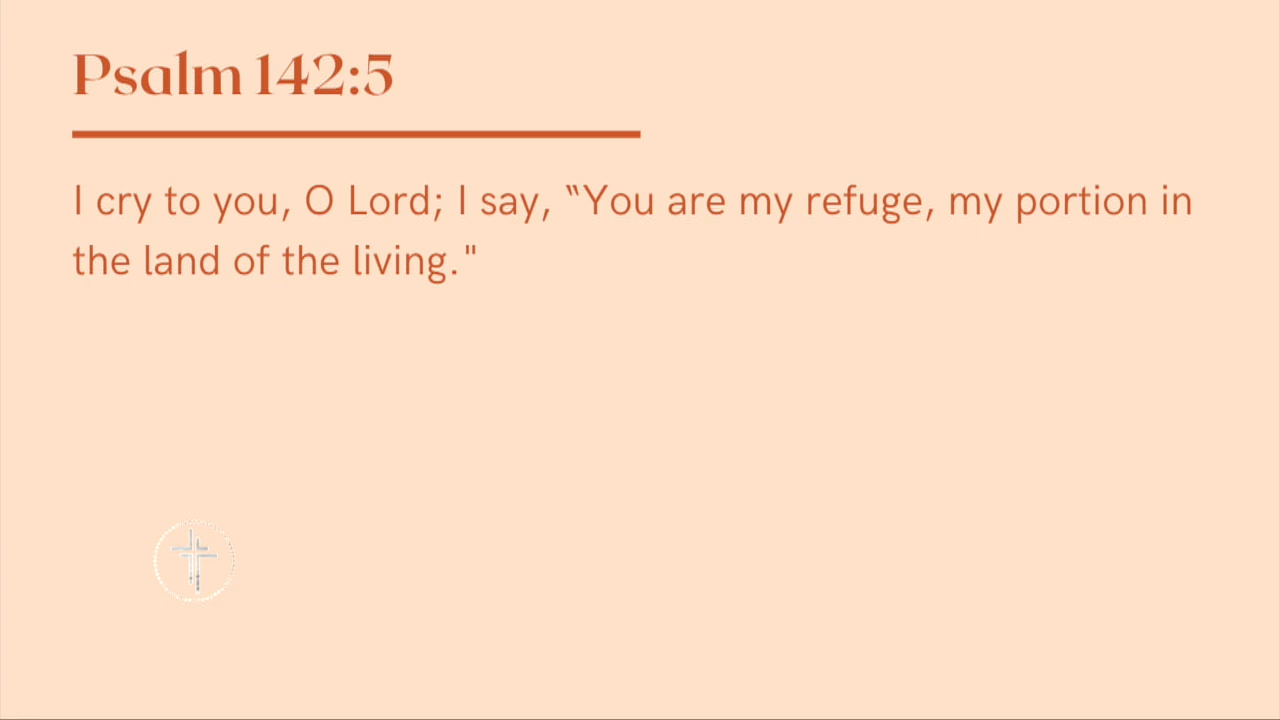 Psalm 142:5
I cry to you, O Lord; I say, “You are my refuge, my portion in
the land of the living."